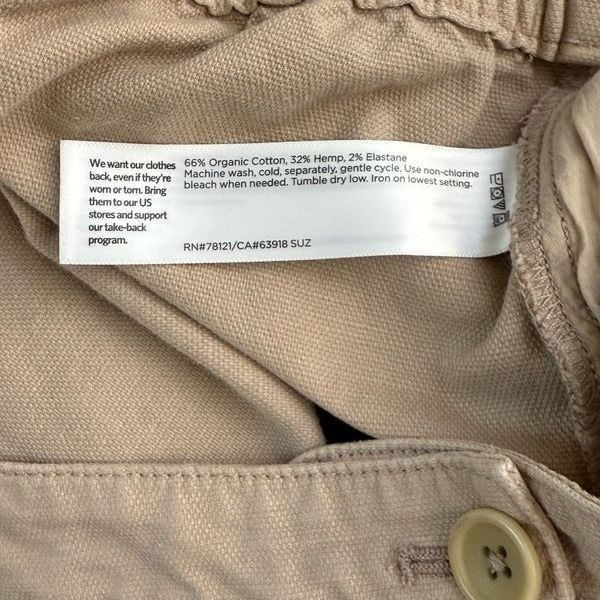 We want our clothes
back, even if they're
worn or torn. Bring
them to our US
stores and support
our take-back
program.
66% Organic Cotton, 32% Hemp, 2% Elastane
Machine wash, cold, separately, gentle cycle. Use non-chlorine
bleach when needed. Tumble dry low. Iron on lowest setting.
RN#78121/CA#63918 SUZ